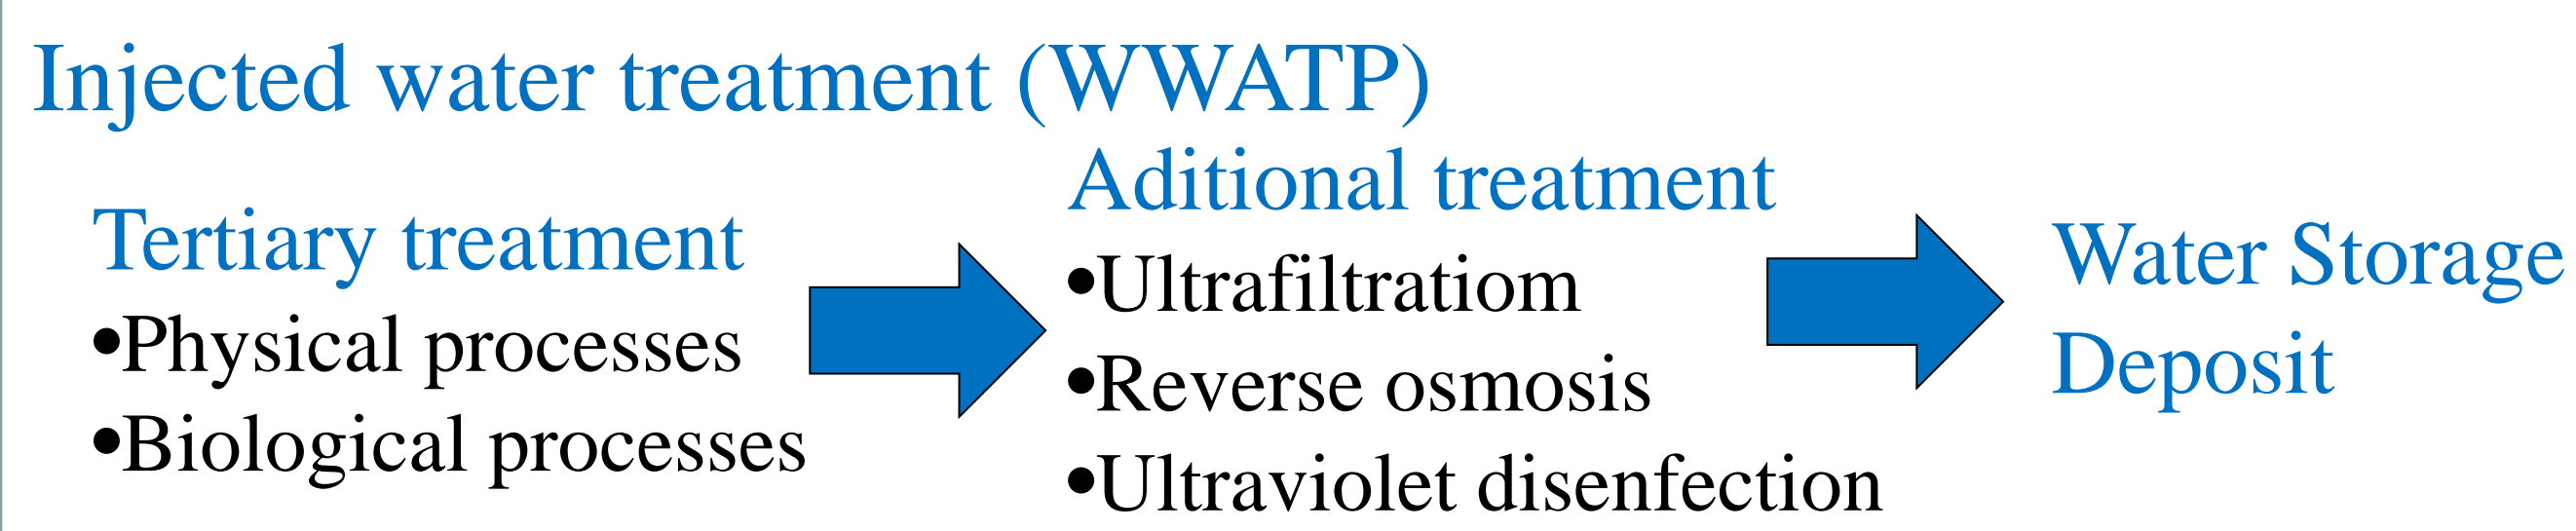 Injected water treatment (WWATP)
Tertiary treatment
•Physical processes
•Biological processes
Aditional treatment
•Ultrafiltratiom
•Reverse osmosis
•Ultraviolet disenfection
Water Storage
Deposit